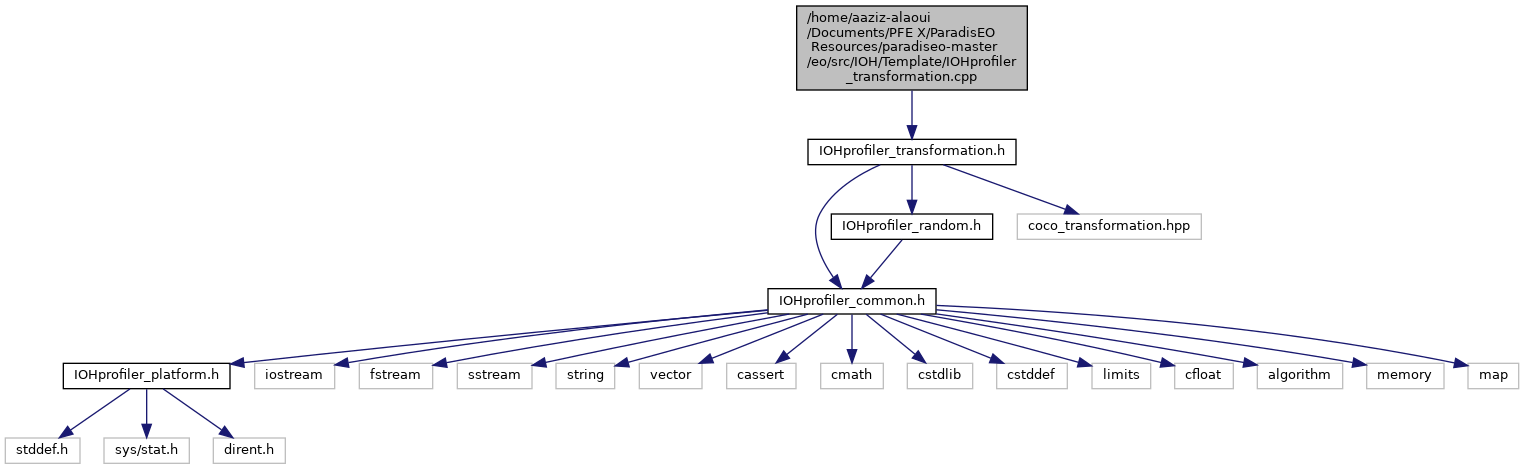 /home/aaziz-alaoui
/Documents/PFE X/ParadisEO
Resources/paradiseo-master
/eo/src/IOH/Template/IOHprofiler
_transformation.cpp
IOHprofiler_transformation.h
IOHprofiler_random.h
coco_transformation.hpp
IOHprofiler_common.h
IOHprofiler_platform.h
iostream
fstream
sstream
string
vector
cassert
cmath
cstdlib
cstddef
limits
cfloat
algorithm
memory
map
stddef.h
sys/stat.h
dirent.h